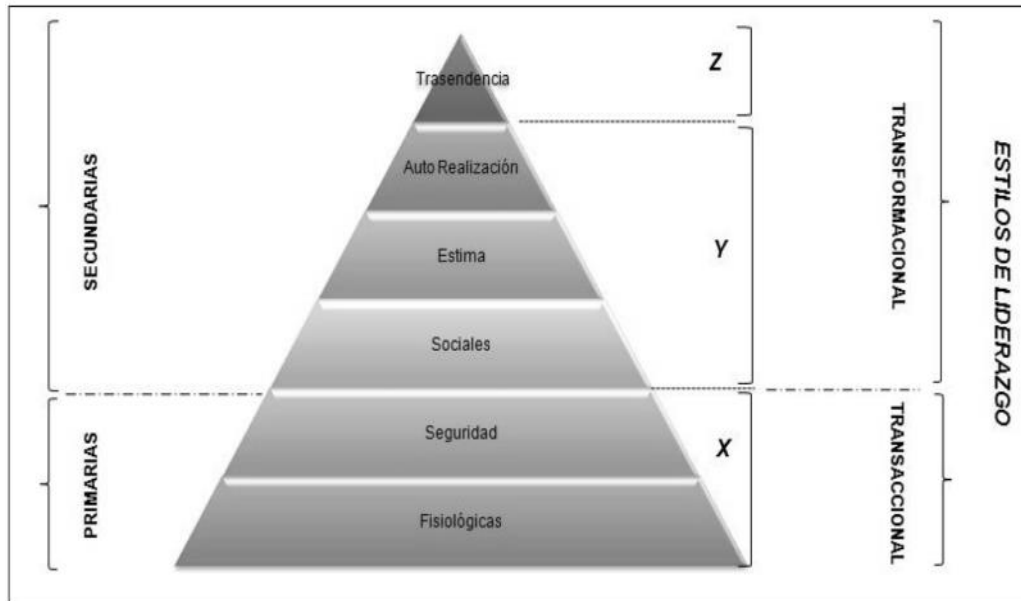 Trasendencia
Auto Realización
Estima
Sociales
Seguridad
Fisiológicas
SECUNDARIAS
PRIMARIAS
Z
Y
X
TRANSFORMACIONAL
TRANSACCIONAL
ESTILOS DE LIDERAZGO